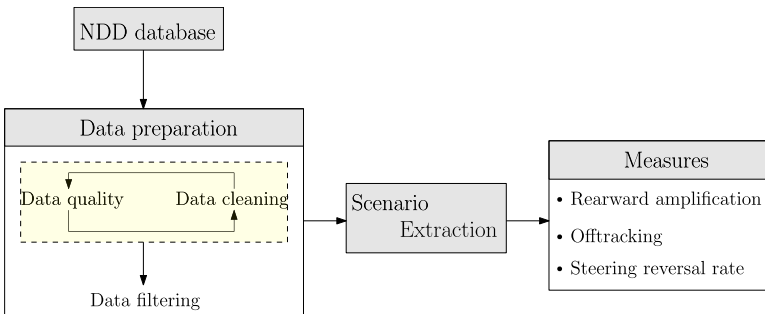 NDD database
Data preparation
Data quality
Data cleaning
Data filtering
Scenario
Extraction
Measures
• Rearward amplification
• Offtracking
• Steering reversal rate